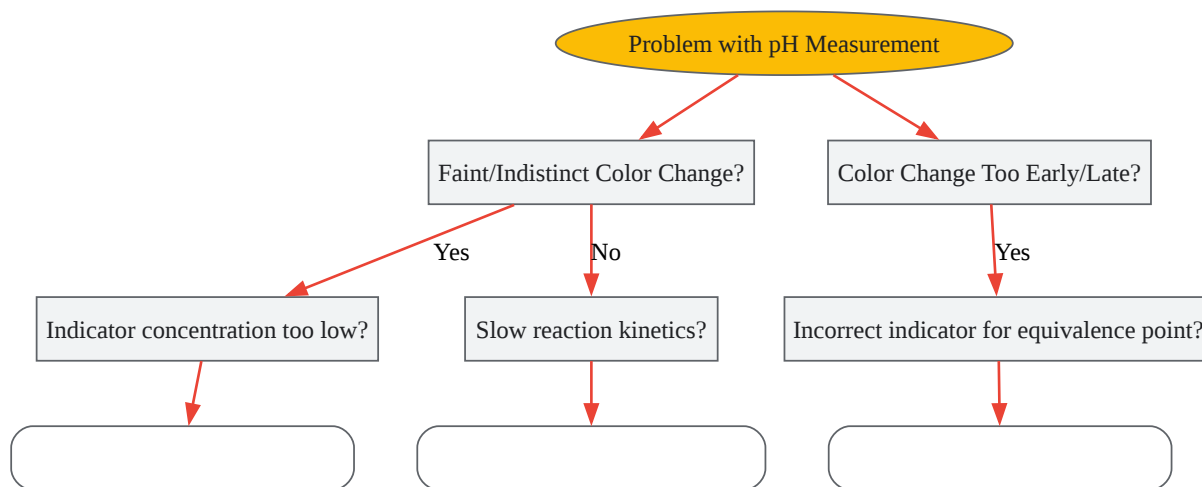 Problem with pH Measurement
Faint/Indistinct Color Change?
Color Change Too Early/Late?
Yes
No
Yes
Indicator concentration too low?
Slow reaction kinetics?
Incorrect indicator for equivalence point?